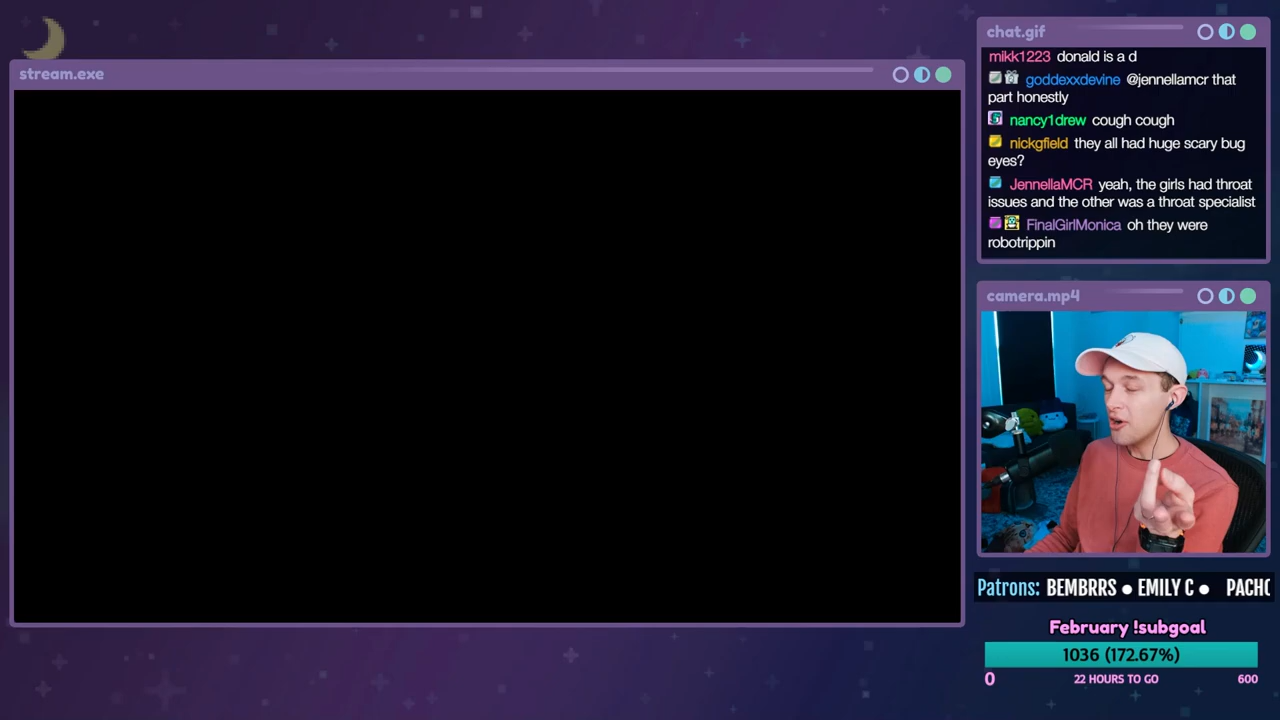 stream.exe
chat.gif
mikk1223 donald is a d
goddexxdevine @jennellamcr that
part honestly
nancy1drew cough cough
nickgfield they all had huge scary bug
eyes?
JennellaMCR yeah, the girls had throat
issues and the other was a throat specialist
FinalGirlMonica oh they were
robotrippin
camera.mp4
Patrons: BEMBRRS ● EMILY C ● PACHO
February !subgoal
1036 (172.67%)
0 22 HOURS TO GO 600